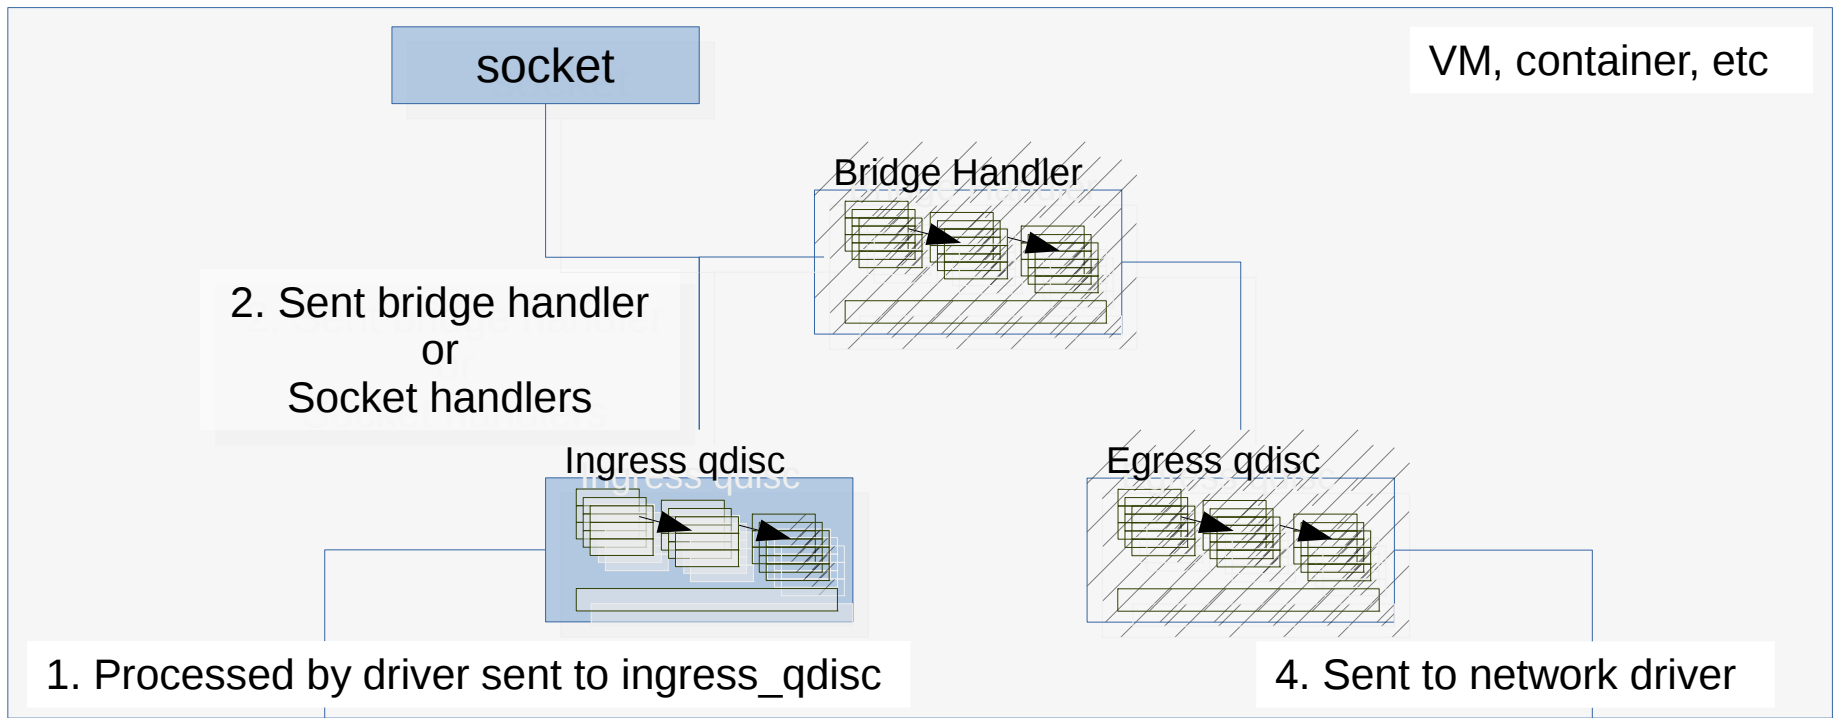 socket
VM, container, etc
Bridge Handler
2. Sent bridge handler
or
Socket handlers
Ingress qdisc
Egress qdisc
1. Processed by driver sent to ingress_qdisc
4. Sent to network driver